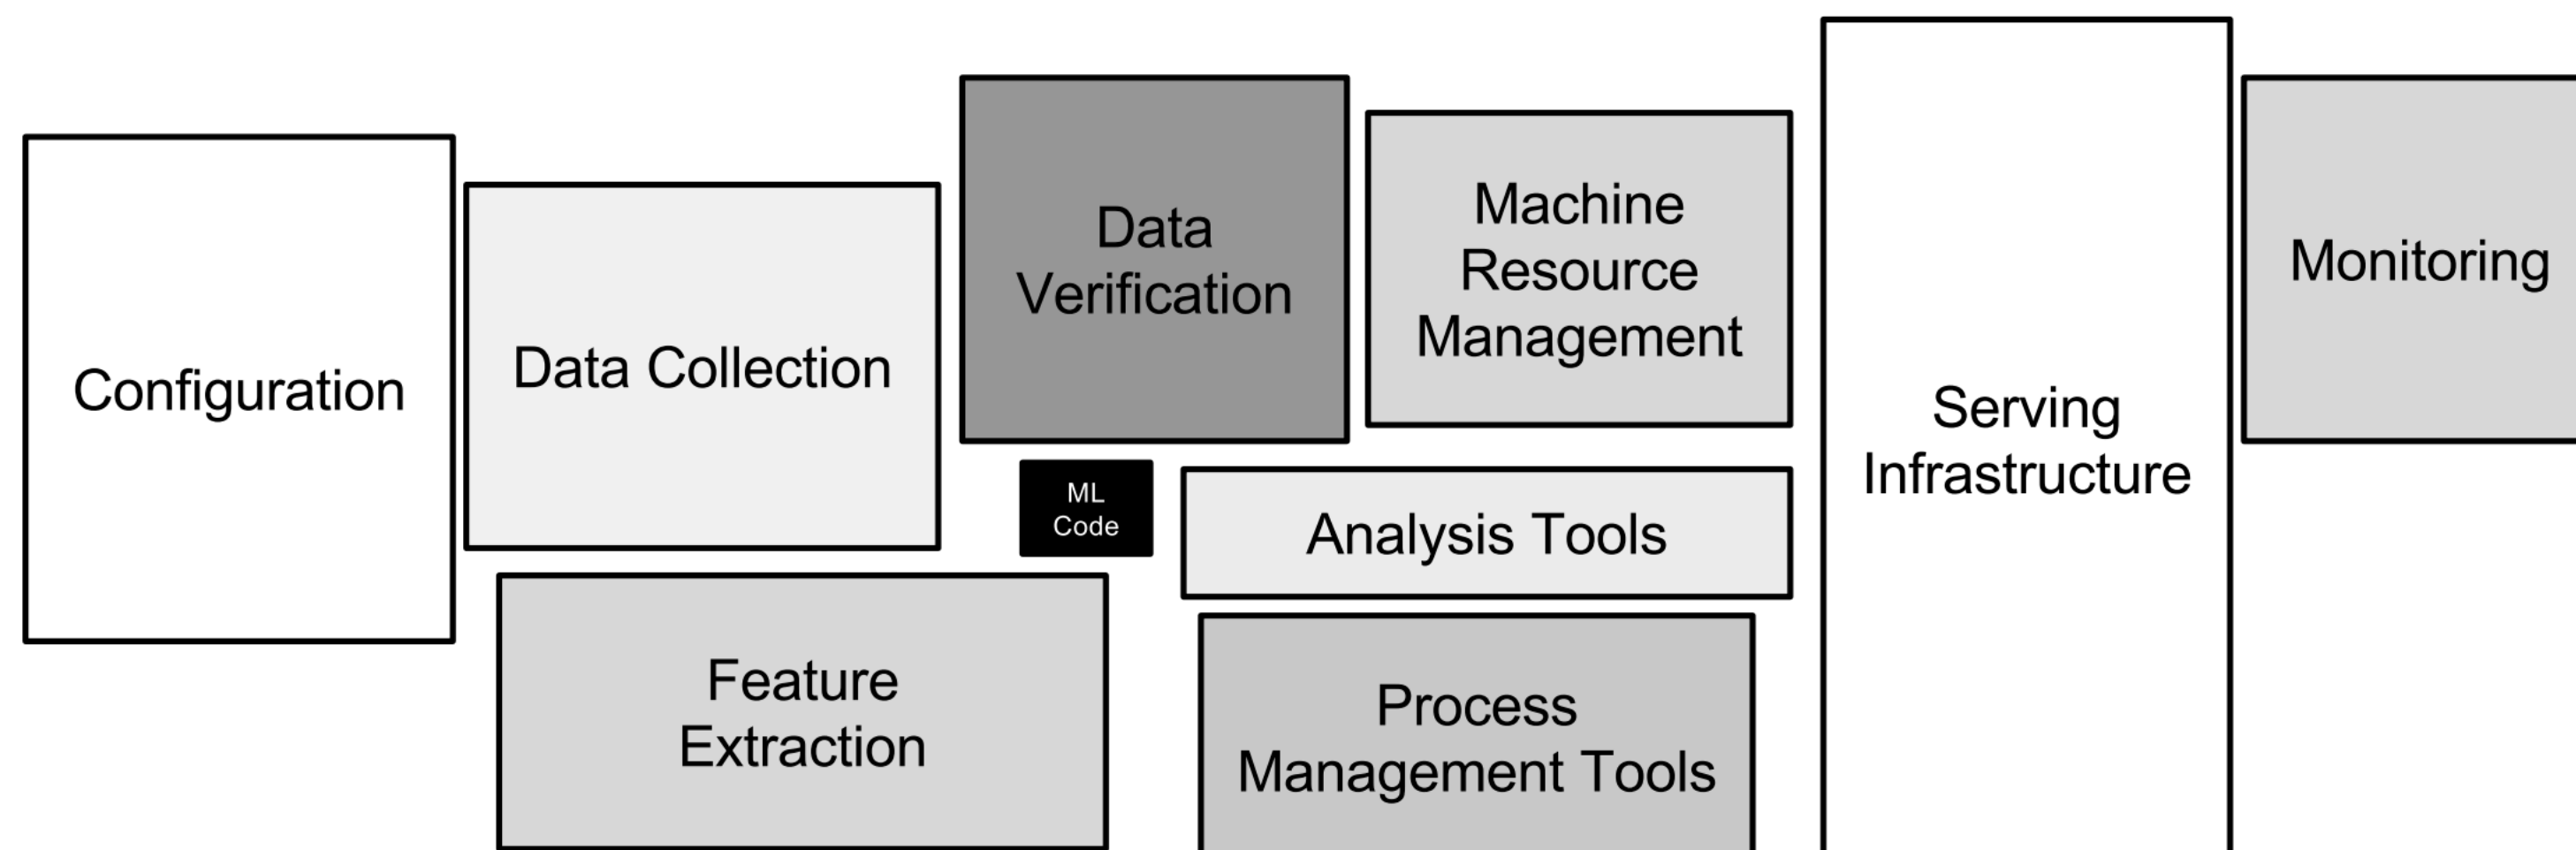 Configuration
Data Collection
Data
Verification
Machine
Resource
Management
Serving
Infrastructure
Monitoring
ML
Code
Analysis Tools
Feature
Extraction
Process
Management Tools